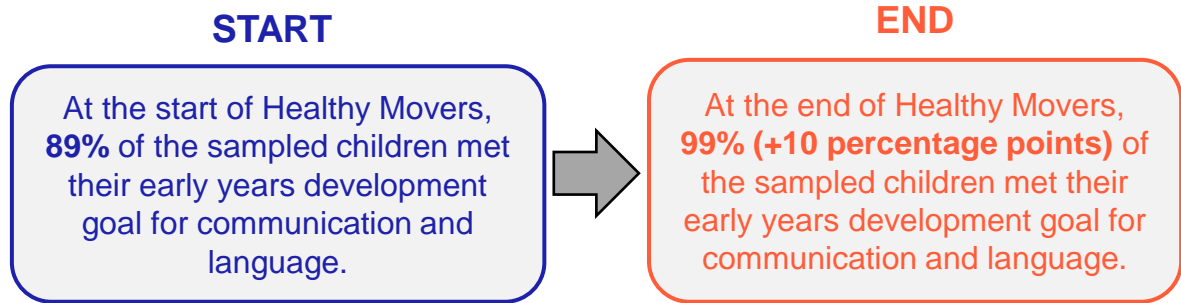 START
At the start of Healthy Movers,
89% of the sampled children met
their early years development
goal for communication and
language.
END
At the end of Healthy Movers,
99% (+10 percentage points) of
the sampled children met their
early years development goal for
communication and language.